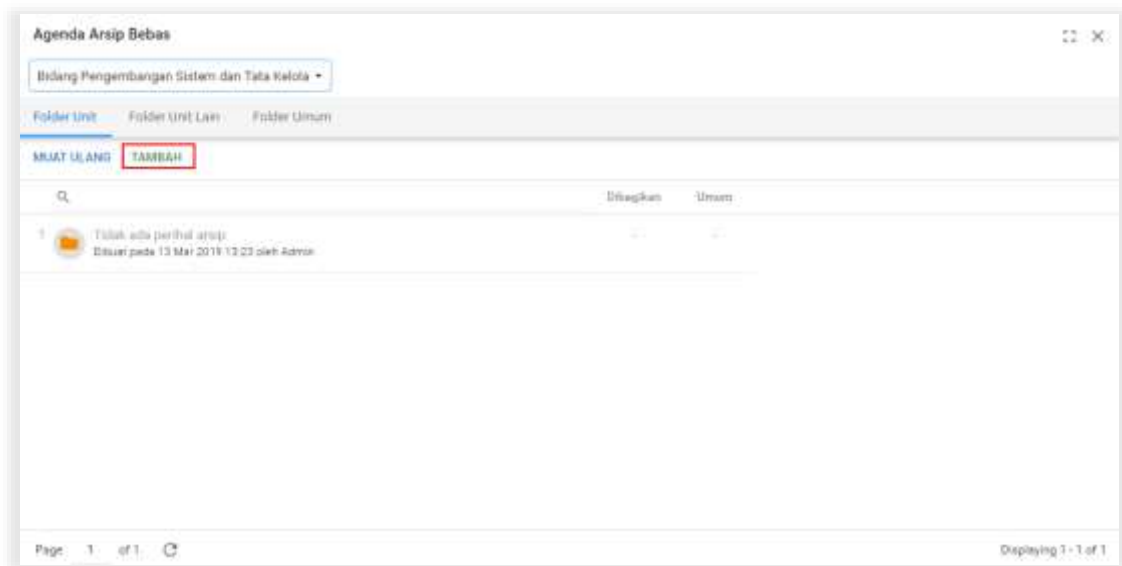 Agenda Arsip Bebas
Bidang Pengembangan Sistem dan Tata Kelola
Folder Unit Folder Unit Lain Folder Umum
MUAT ULANG TAMBAH
Dibagikan Umum
1 Tidak ada perihal arsip
Dibuat pada 13 Mar 2019 13:23 oleh Admin
Page 1 of 1 Displaying 1 - 1 of 1